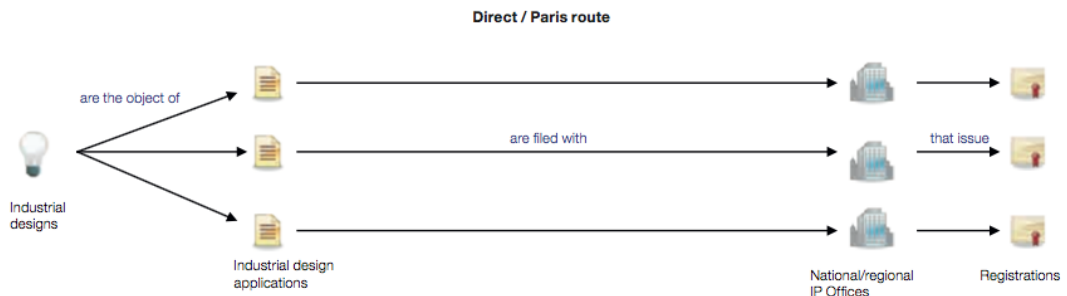 Direct / Paris route
are the object of
are filed with
that issue
Industrial
designs
Industrial design
applications
National/regional
IP Offices
Registrations